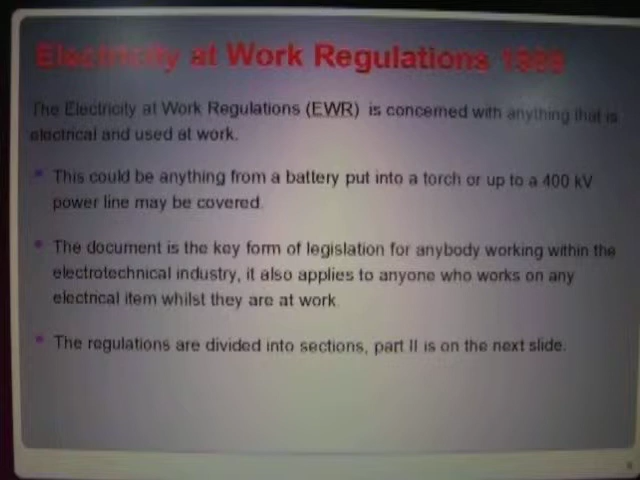 Electricity at Work Regulations 1989
The Electricity at Work Regulations (EWR) is concerned with anything that is
electrical and used at work.
This could be anything from a battery put into a torch or up to a 400 kV
power line may be covered.
The document is the key form of legislation for anybody working within the
electrotechnical industry, it also applies to anyone who works on any
electrical item whilst they are at work.
The regulations are divided into sections, part II is on the next slide.